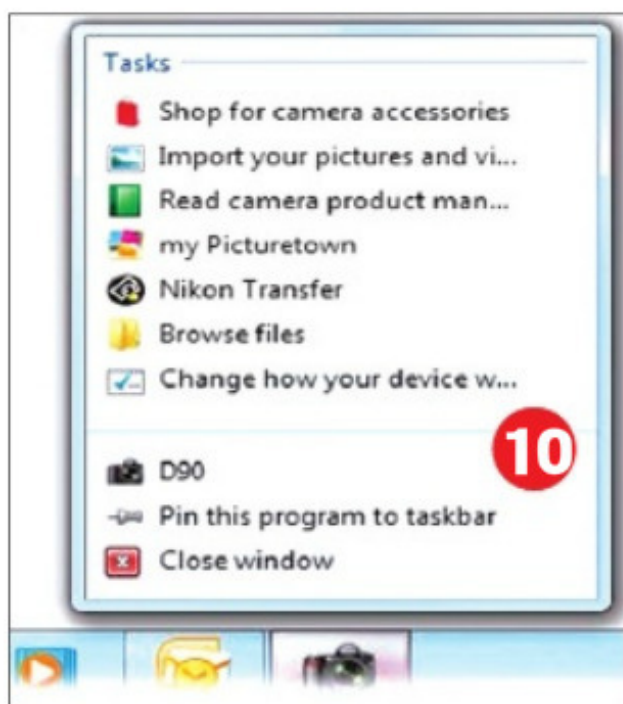 Tasks
Shop for camera accessories
Import your pictures and vi...
Read camera product man...
my Picturetown
Nikon Transfer
Browse files
Change how your device w...
10
D90
Pin this program to taskbar
Close window